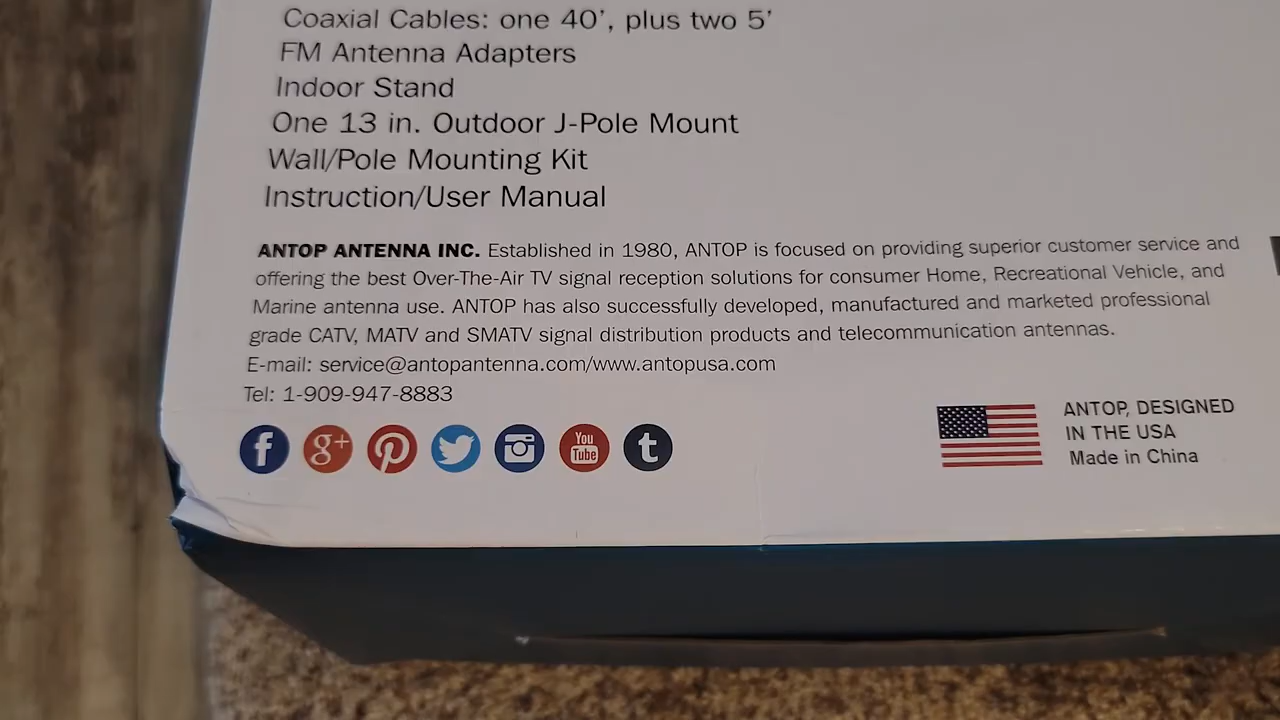 Coaxial Cables: one 40', plus two 5'
FM Antenna Adapters
Indoor Stand
One 13 in. Outdoor J-Pole Mount
Wall/Pole Mounting Kit
Instruction/User Manual
ANTOP ANTENNA INC. Established in 1980, ANTOP is focused on providing superior customer service and
offering the best Over-The-Air TV signal reception solutions for consumer Home, Recreational Vehicle, and
Marine antenna use. ANTOP has also successfully developed, manufactured and marketed professional
grade CATV, MATV and SMATV signal distribution products and telecommunication antennas.
E-mail: service@antopantenna.com/www.antopusa.com
Tel: 1-909-947-8883
f g+ You Tube t
ANTOP, DESIGNED
IN THE USA
Made in China